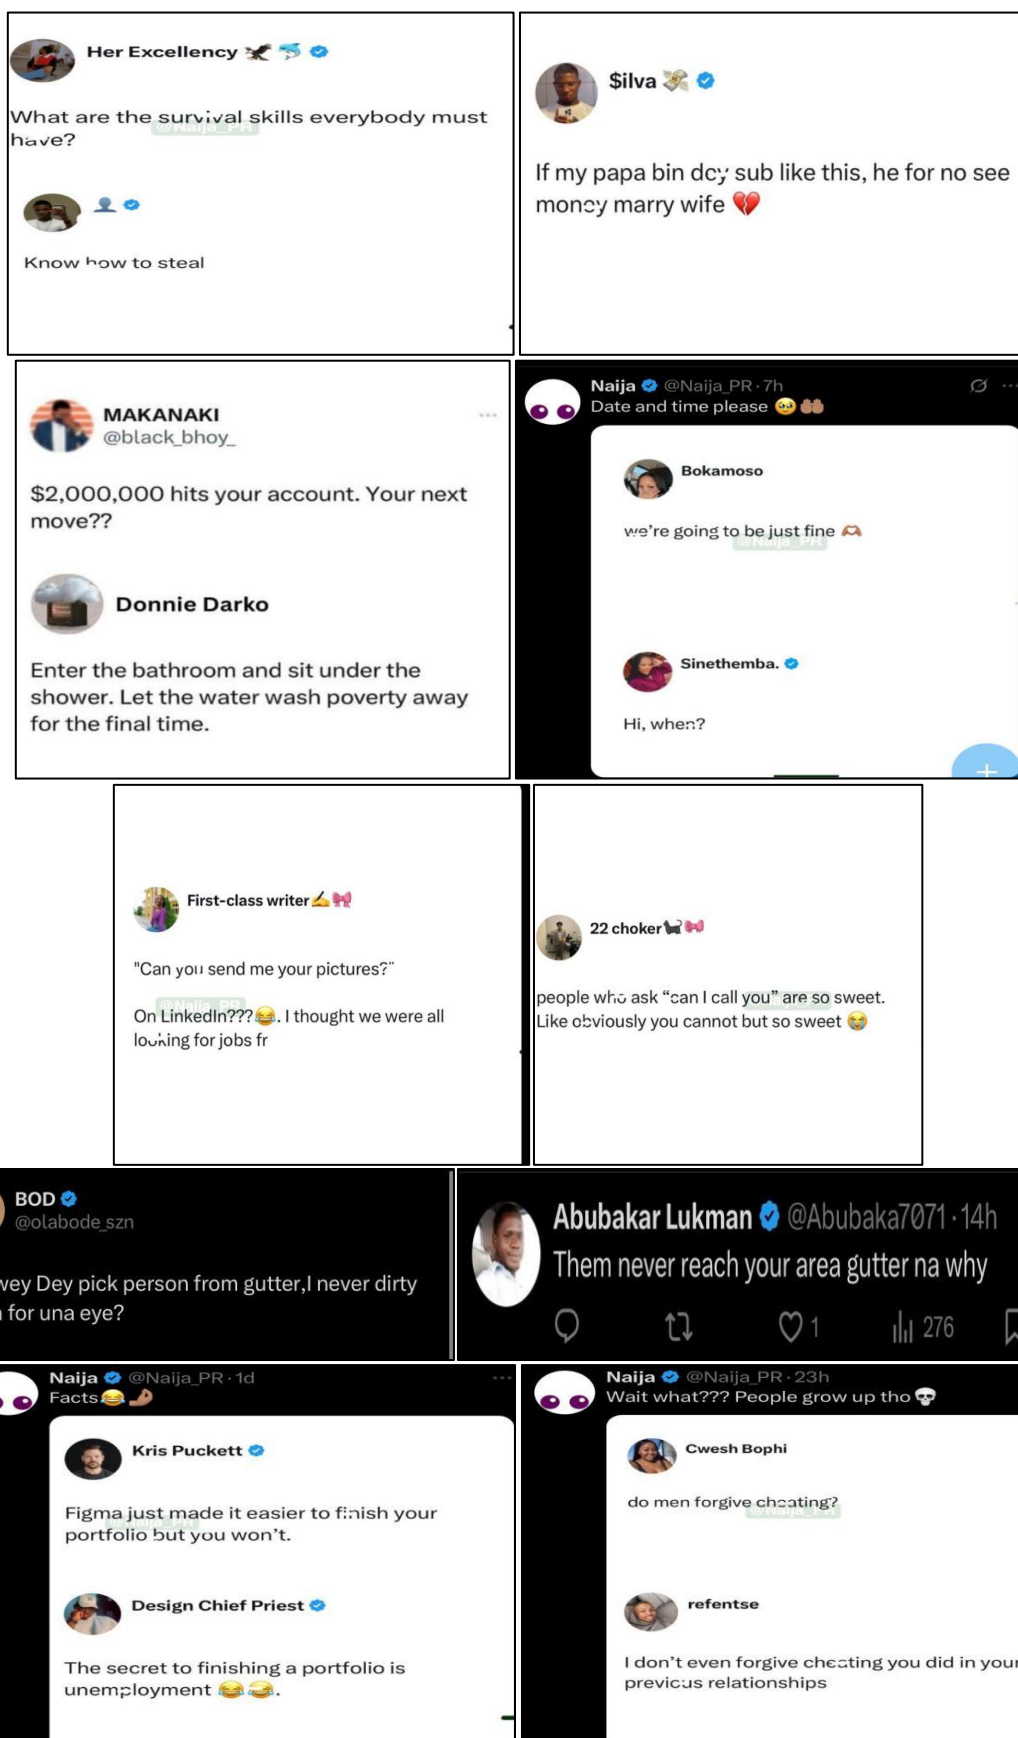 Her Excellency 🦅🐬
What are the survival skills everybody must
have?
@Naija_PR
👤
Know how to steal
$ilva 💸
If my papa bin dey sub like this, he for no see
money marry wife 💔
MAKANAKI
@black_bhoy_
$2,000,000 hits your account. Your next
move??
Donnie Darko
Enter the bathroom and sit under the
shower. Let the water wash poverty away
for the final time.
Naija @Naija_PR · 7h
Date and time please 🥹🤲🏾
Bokamoso
we're going to be just fine 🫶🏽
@Naija_PR
Sinethemba.
Hi, when?
First-class writer✍️🎀
"Can you send me your pictures?"
@Naija_PR
On LinkedIn???😂. I thought we were all
looking for jobs fr
22 choker🐈‍⬛🎀
people who ask “can I call you” are so sweet.
Like obviously you cannot but so sweet 😭
BOD
@olabode_szn
wey Dey pick person from gutter,I never dirty
for una eye?
Abubakar Lukman @Abubaka7071 · 14h
Them never reach your area gutter na why
1 276
Naija @Naija_PR · 1d
Facts😂🤌🏽
Kris Puckett
Figma just made it easier to finish your
portfolio but you won't.
@Naija_PR
Design Chief Priest
The secret to finishing a portfolio is
unemployment 😂😂.
Naija @Naija_PR · 23h
Wait what??? People grow up tho💀
Cwesh Bophi
do men forgive cheating?
@Naija_PR
refentse
I don't even forgive cheating you did in your
previous relationships